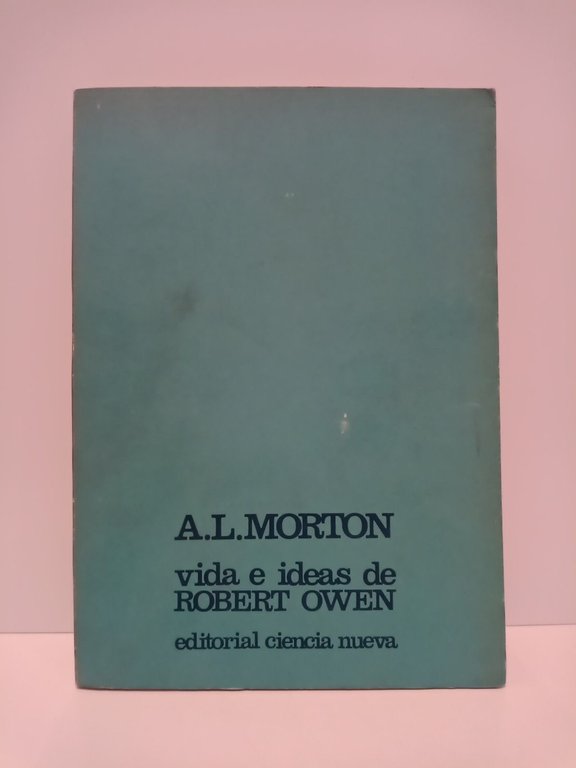 A.L.MORTON
vida e ideas de
ROBERT OWEN
editorial ciencia nueva